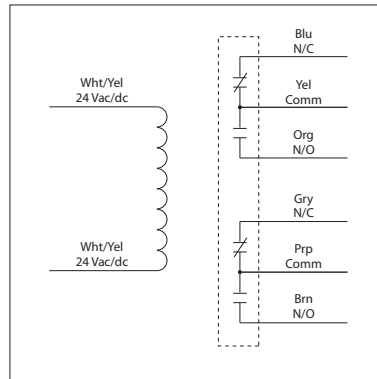 Blu
N/C
Wht/Yel
24 Vac/dc
Yel
Comm
Org
N/O
Gry
N/C
Wht/Yel
24 Vac/dc
Prp
Comm
Brn
N/O